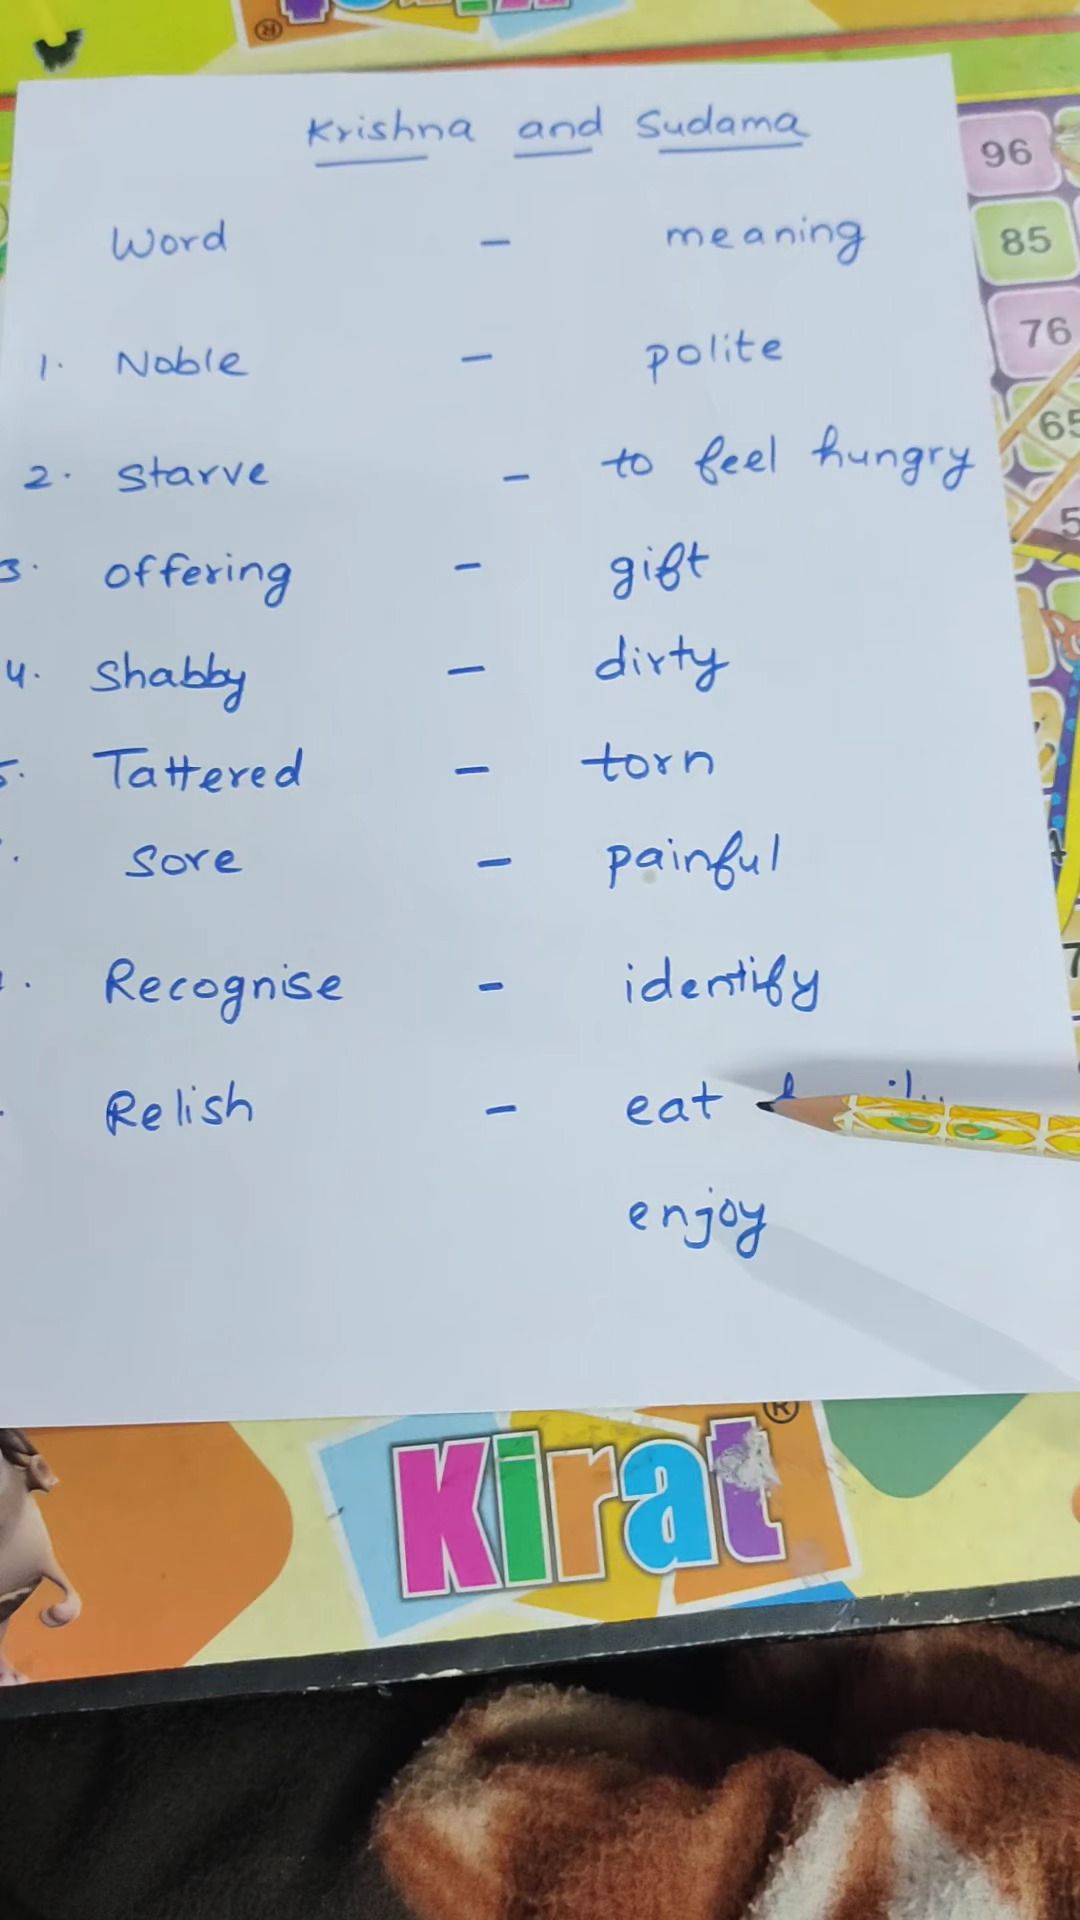 Krishna and Sudama
Word - meaning
1. Noble - polite
2. Starve - to feel hungry
3. offering - gift
4. Shabby - dirty
5. Tattered - torn
Sore - painful
Recognise - identify
Relish - eat
enjoy
Kirat®
96
85
76
65